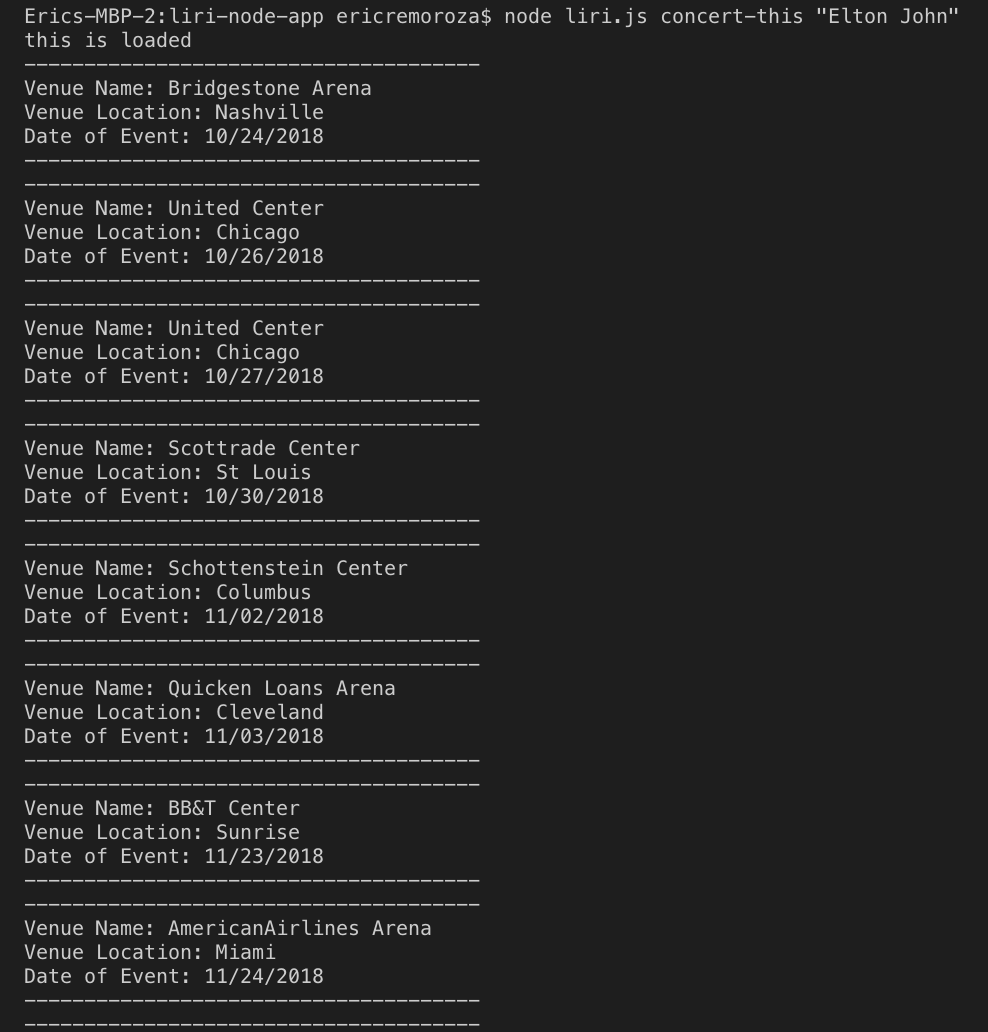 Erics-MBP-2:liri-node-app ericremoroza$ node liri.js concert-this "Elton John"
this is loaded
--------------------------------------
Venue Name: Bridgestone Arena
Venue Location: Nashville
Date of Event: 10/24/2018
--------------------------------------
--------------------------------------
Venue Name: United Center
Venue Location: Chicago
Date of Event: 10/26/2018
--------------------------------------
--------------------------------------
Venue Name: United Center
Venue Location: Chicago
Date of Event: 10/27/2018
--------------------------------------
--------------------------------------
Venue Name: Scottrade Center
Venue Location: St Louis
Date of Event: 10/30/2018
--------------------------------------
--------------------------------------
Venue Name: Schottenstein Center
Venue Location: Columbus
Date of Event: 11/02/2018
--------------------------------------
--------------------------------------
Venue Name: Quicken Loans Arena
Venue Location: Cleveland
Date of Event: 11/03/2018
--------------------------------------
--------------------------------------
Venue Name: BB&T Center
Venue Location: Sunrise
Date of Event: 11/23/2018
--------------------------------------
--------------------------------------
Venue Name: AmericanAirlines Arena
Venue Location: Miami
Date of Event: 11/24/2018
--------------------------------------
--------------------------------------